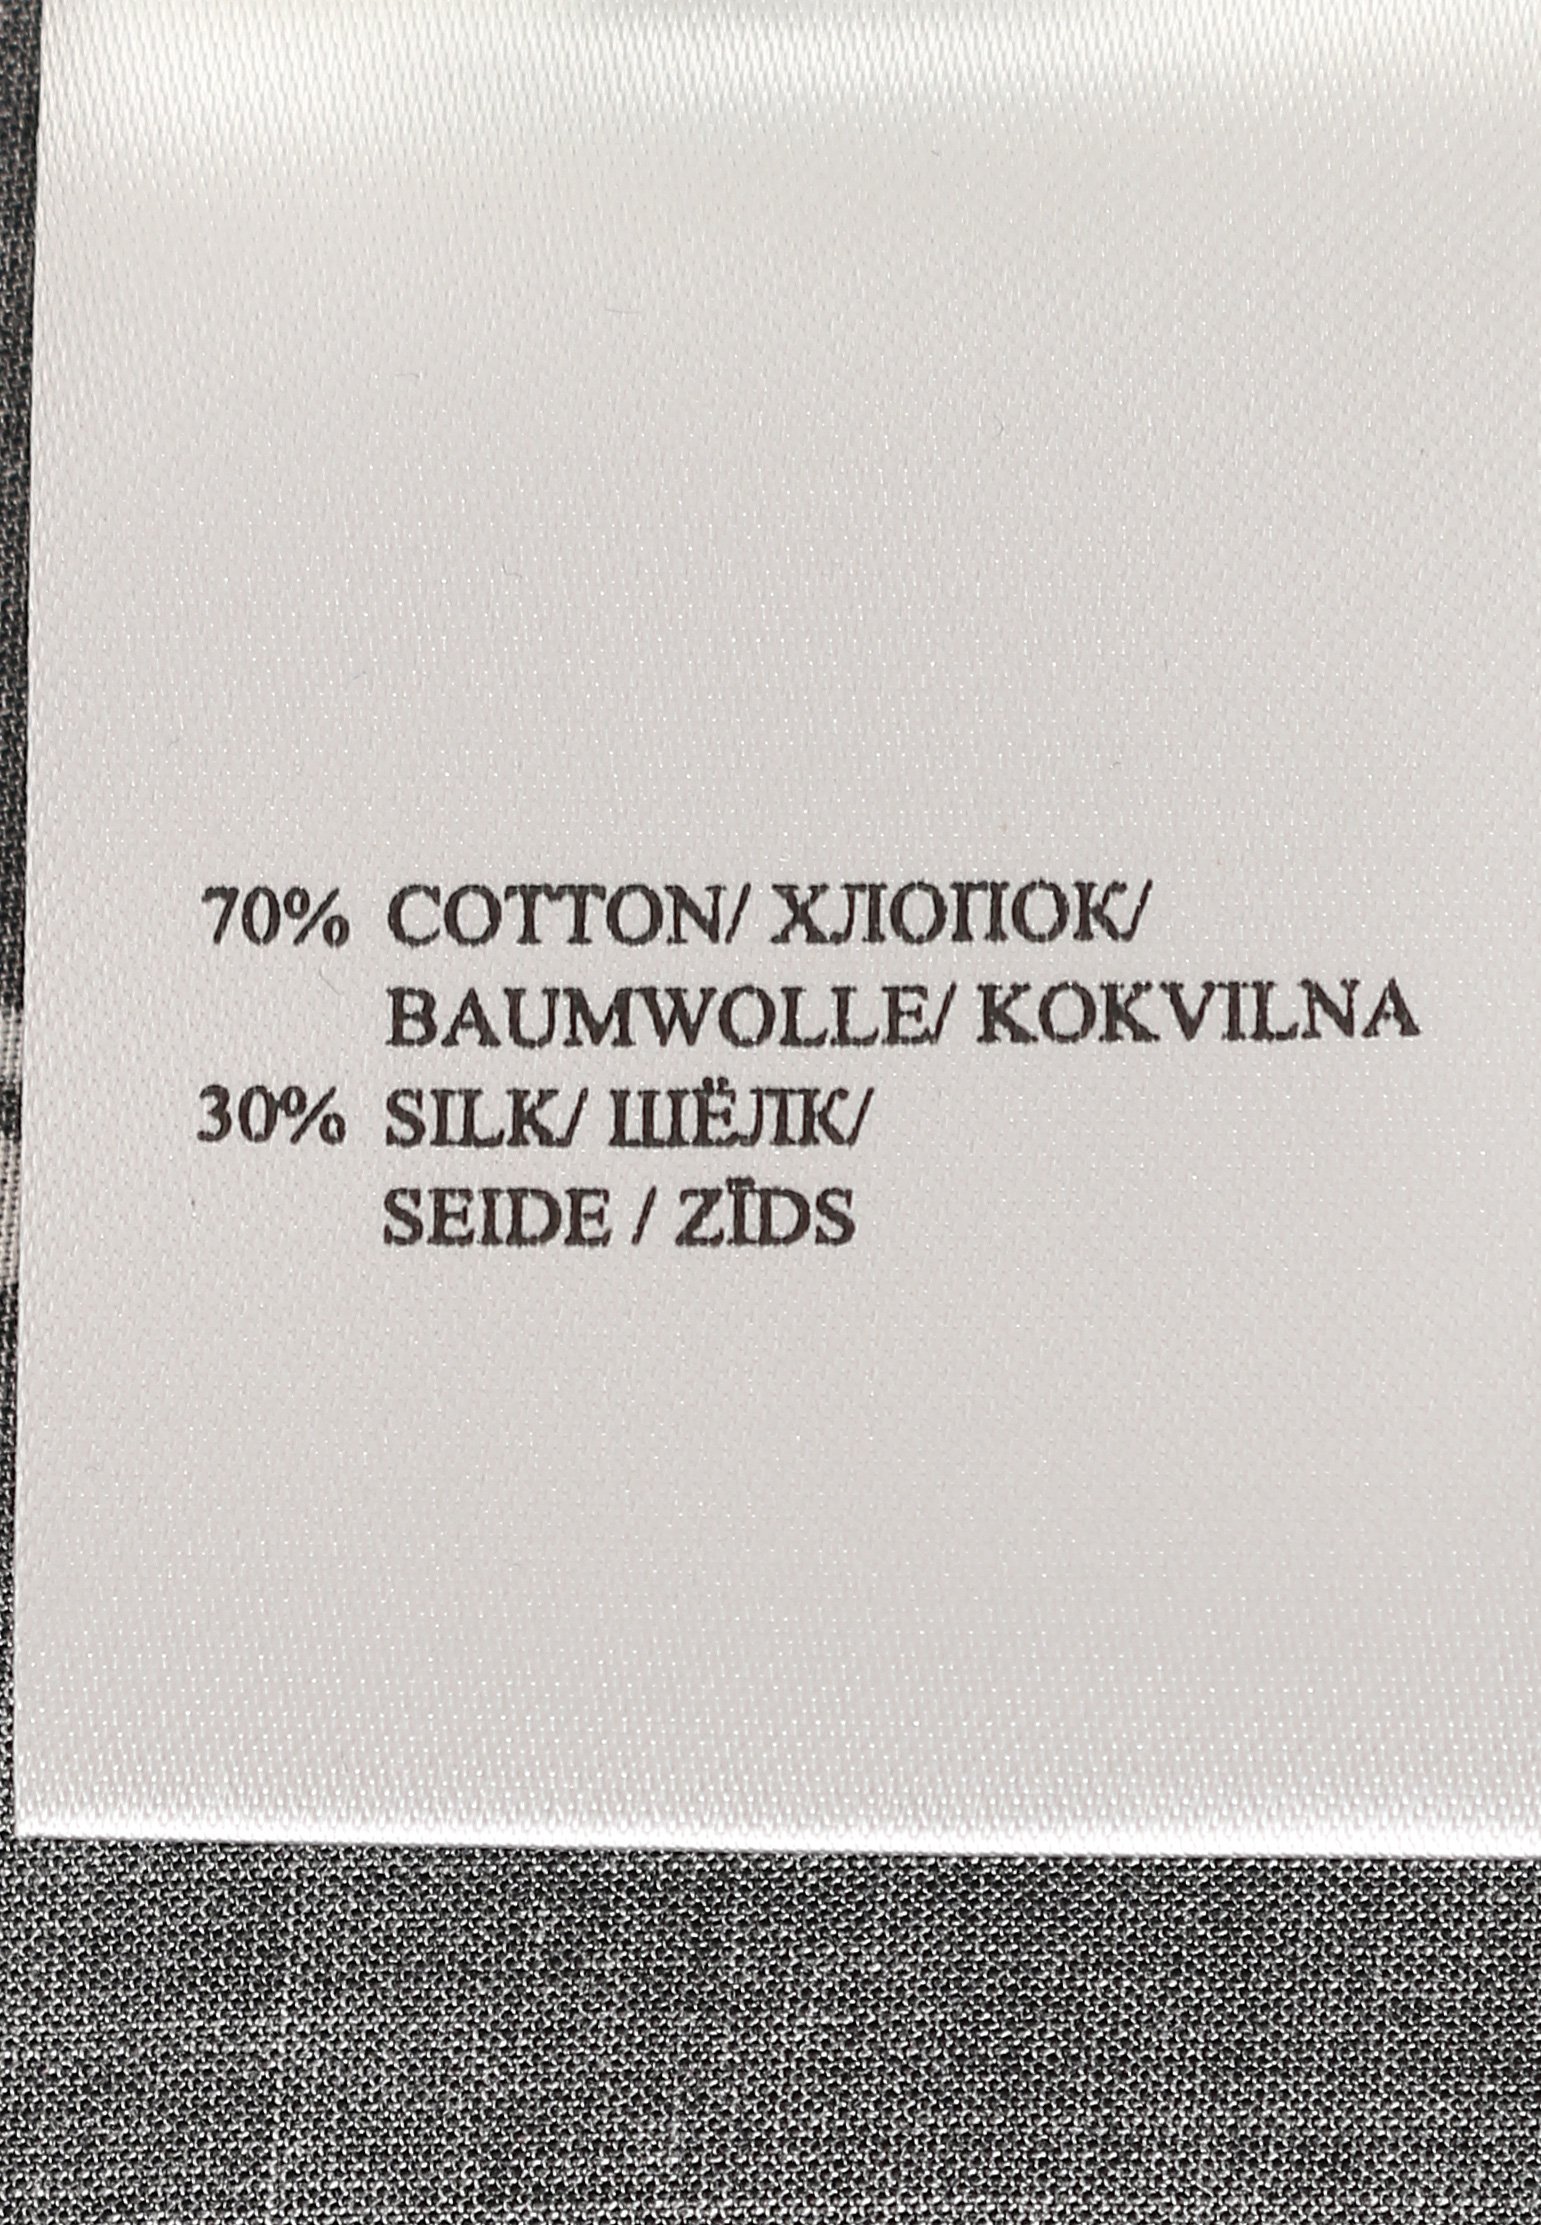 70% COTTON/ ХЛОПОК/
BAUMWOLLE/ KOKVILNA
30% SILK/ ШЁЛК/
SEIDE / ZĪDS